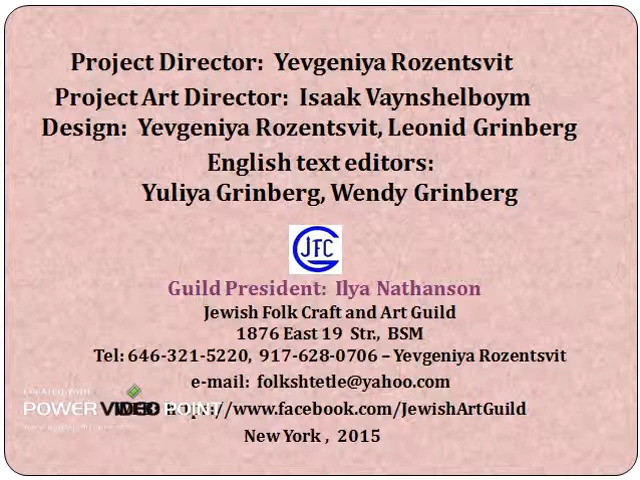 Project Director: Yevgeniya Rozentsvit
Project Art Director: Isaak Vaynshelboym
Design: Yevgeniya Rozentsvit, Leonid Grinberg
English text editors:
Yuliya Grinberg, Wendy Grinberg
JFC
G
Guild President: Ilya Nathanson
Jewish Folk Craft and Art Guild
1876 East 19 Str., BSM
Tel: 646-321-5220, 917-628-0706 – Yevgeniya Rozentsvit
e-mail: folkshtetle@yahoo.com
POWER VIDEO POINT ://www.facebook.com/JewishArtGuild
New York , 2015